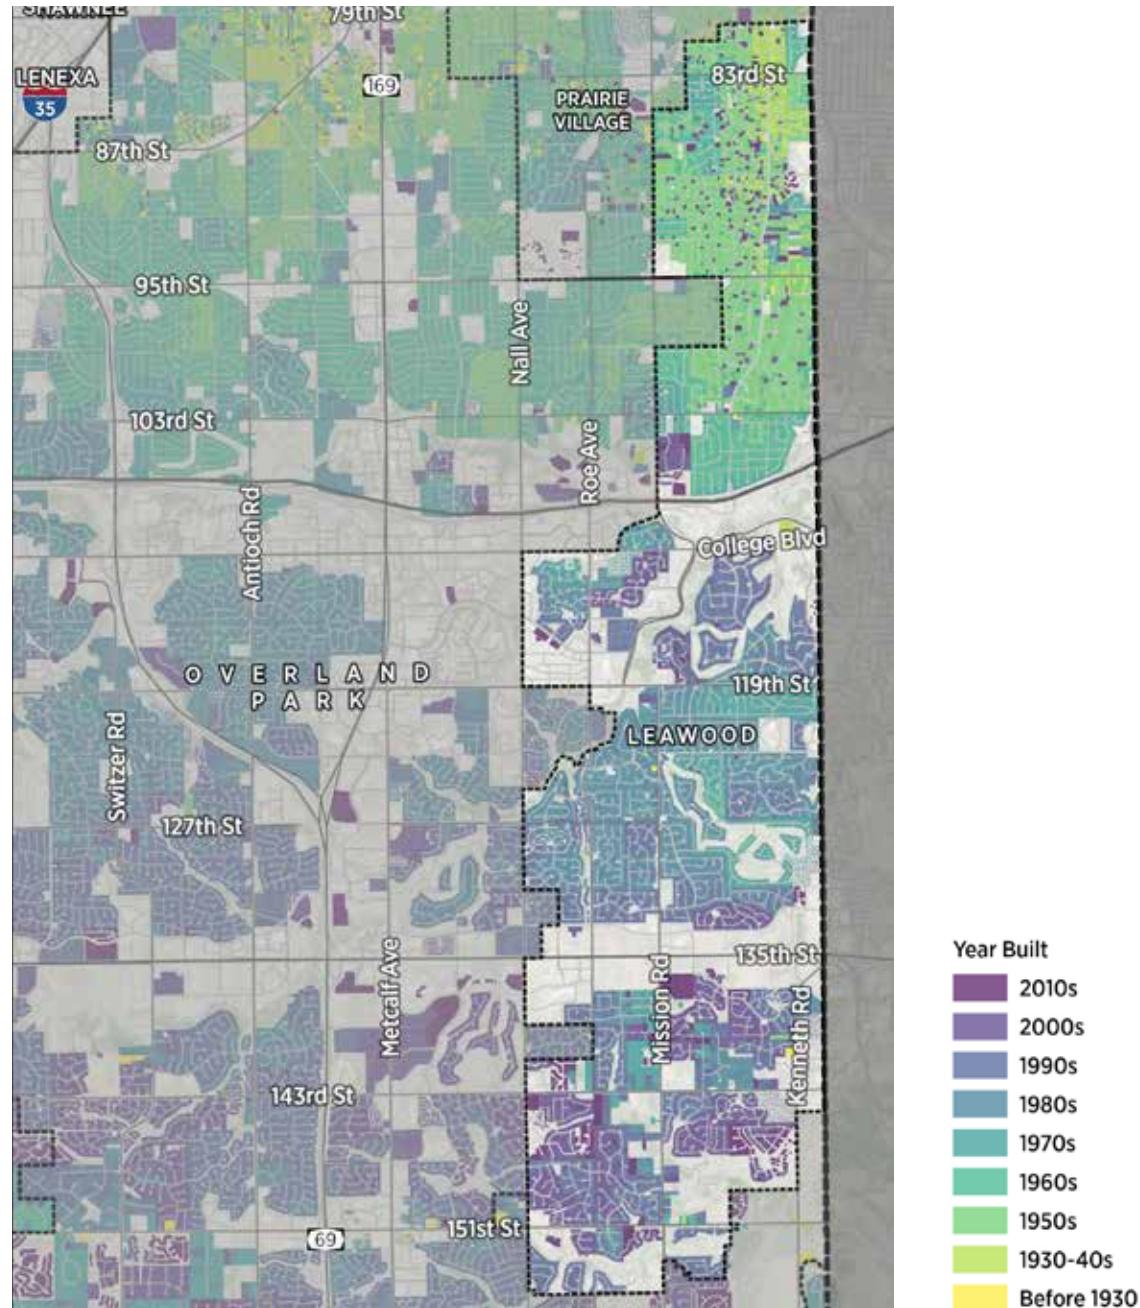 SHAWNEE
79th St
LENEXA
35
169
83rd St
PRAIRIE
VILLAGE
87th St
95th St
Nall Ave
103rd St
Roe Ave
Antioch Rd
College Blvd
OVERLAND
PARK
119th St
LEAWOOD
Switzer Rd
127th St
135th St
Metcalf Ave
Mission Rd
Kenneth Rd
143rd St
151st St
69
Year Built
2010s
2000s
1990s
1980s
1970s
1960s
1950s
1930-40s
Before 1930